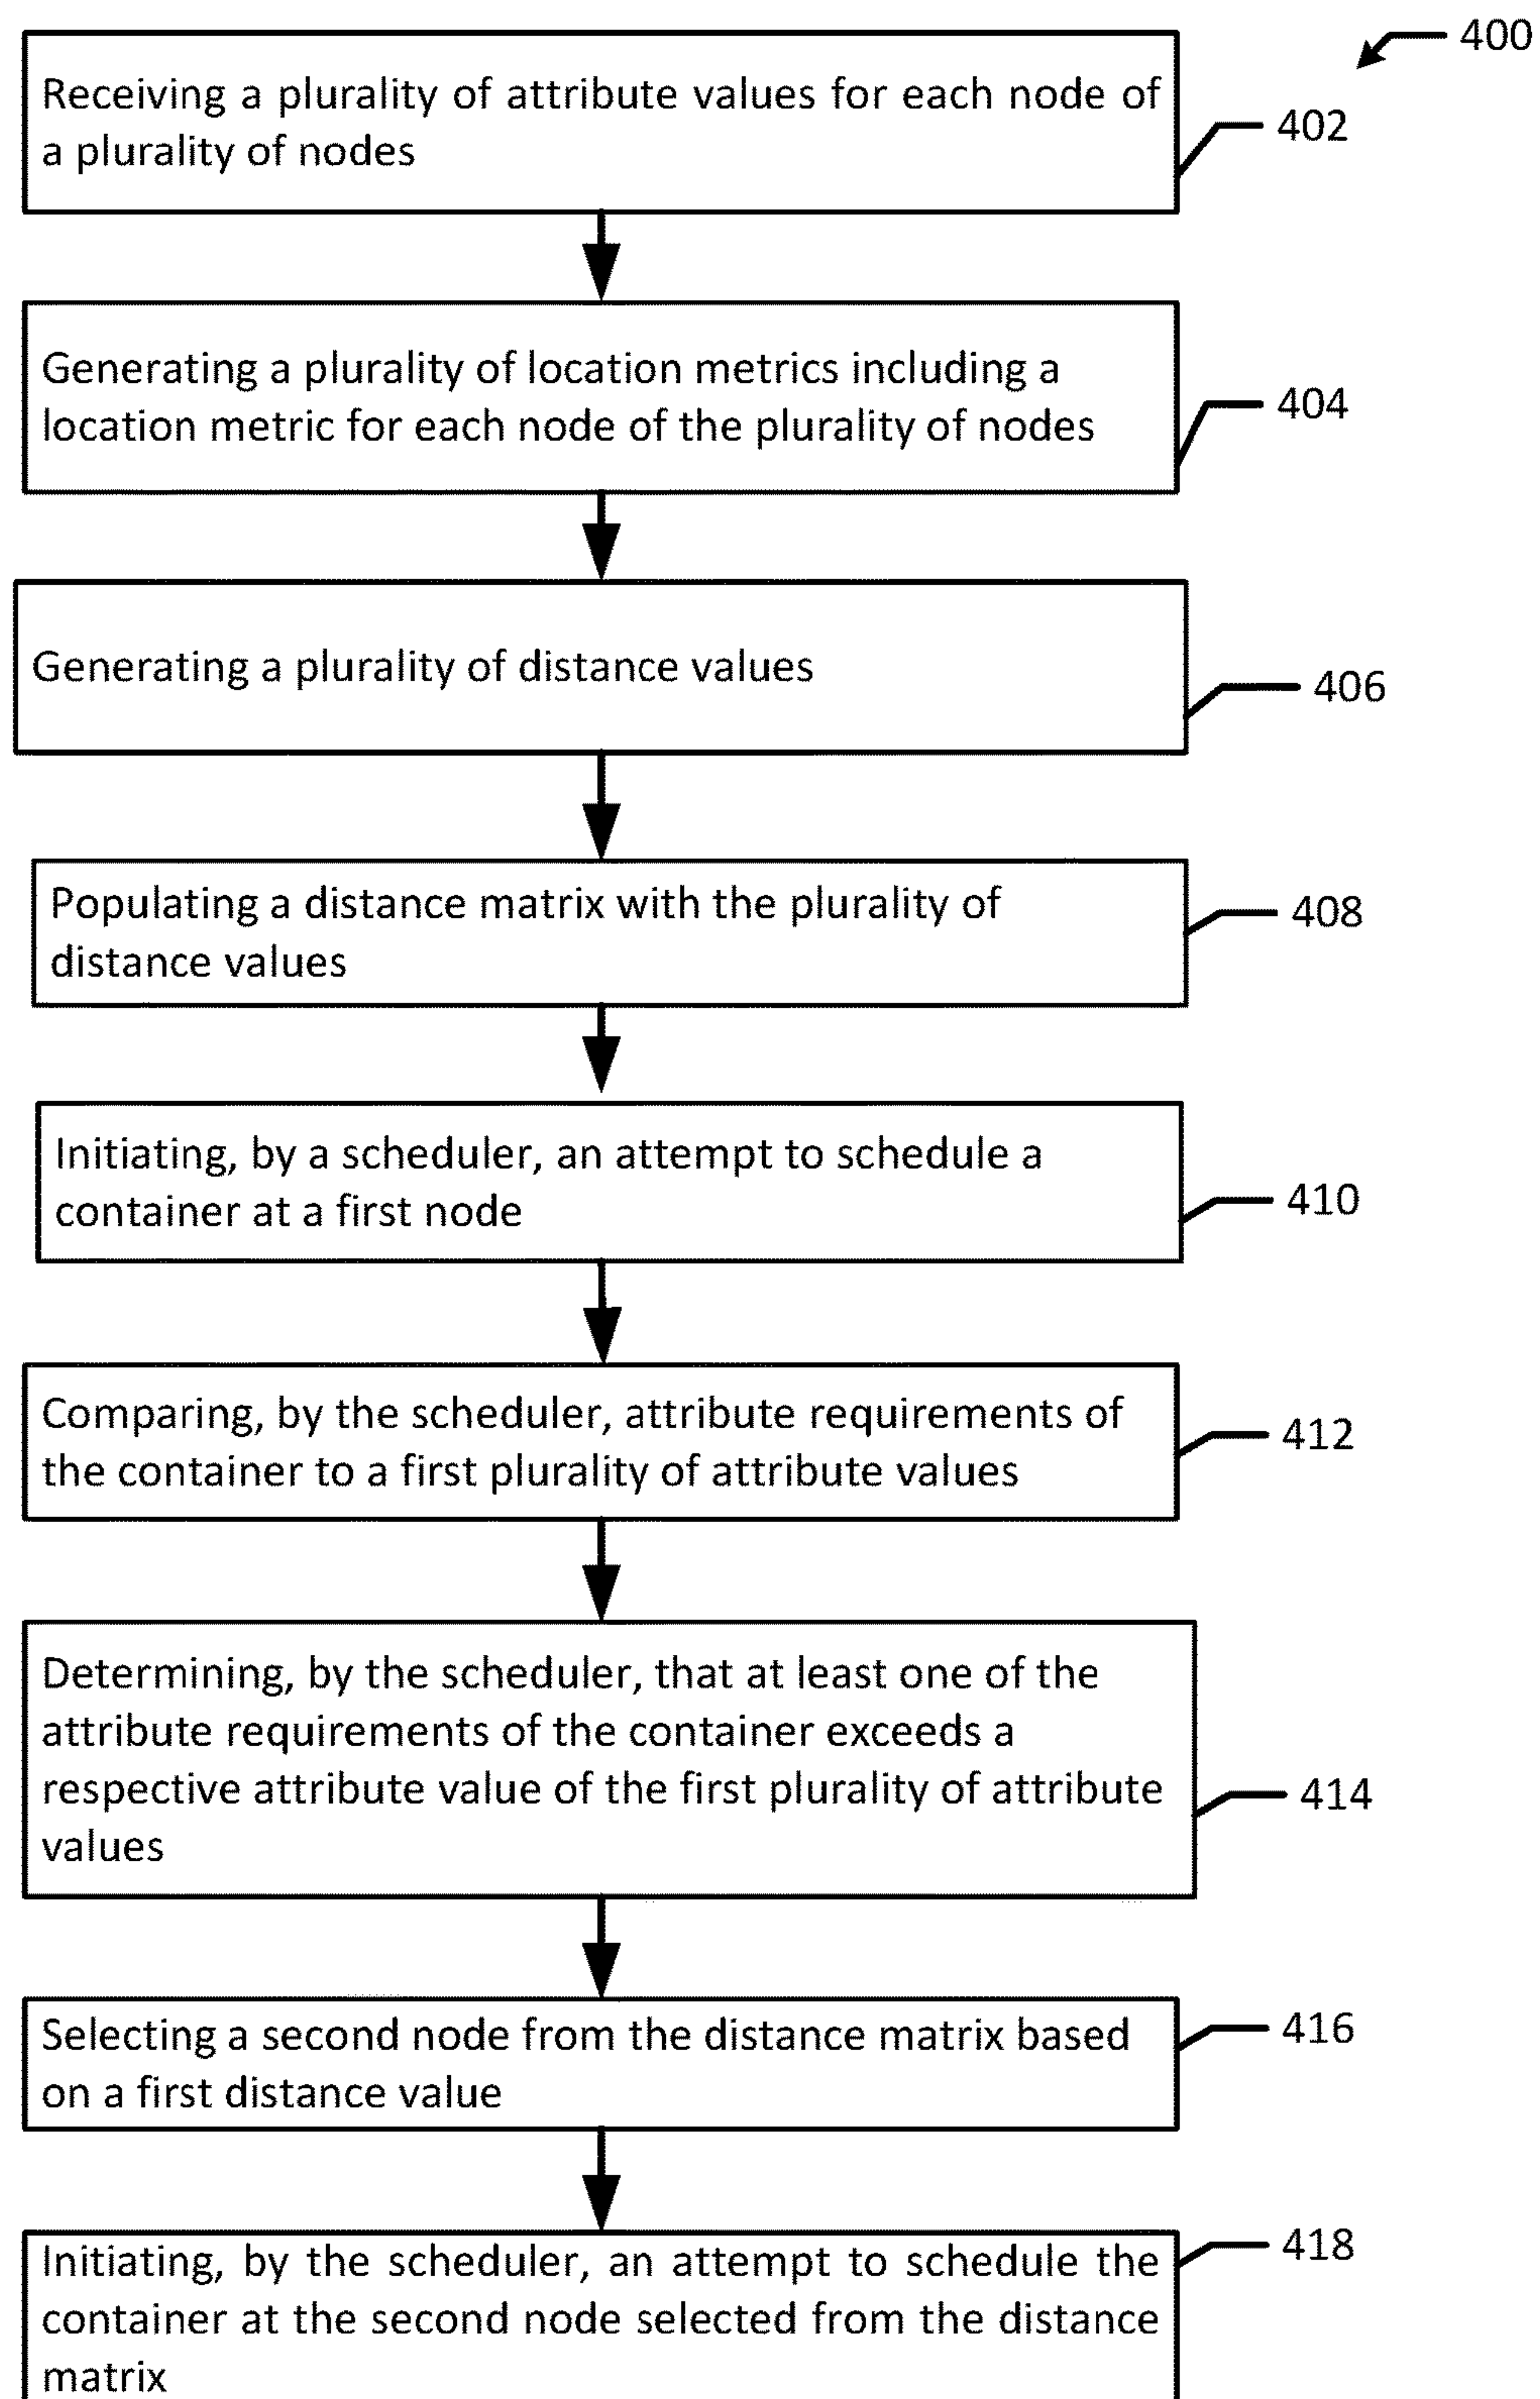 400
Receiving a plurality of attribute values for each node of
a plurality of nodes
402
Generating a plurality of location metrics including a
location metric for each node of the plurality of nodes
404
Generating a plurality of distance values
406
Populating a distance matrix with the plurality of
distance values
408
Initiating, by a scheduler, an attempt to schedule a
container at a first node
410
Comparing, by the scheduler, attribute requirements of
the container to a first plurality of attribute values
412
Determining, by the scheduler, that at least one of the
attribute requirements of the container exceeds a
respective attribute value of the first plurality of attribute
values
414
Selecting a second node from the distance matrix based
on a first distance value
416
Initiating, by the scheduler, an attempt to schedule the
container at the second node selected from the distance
matrix
418